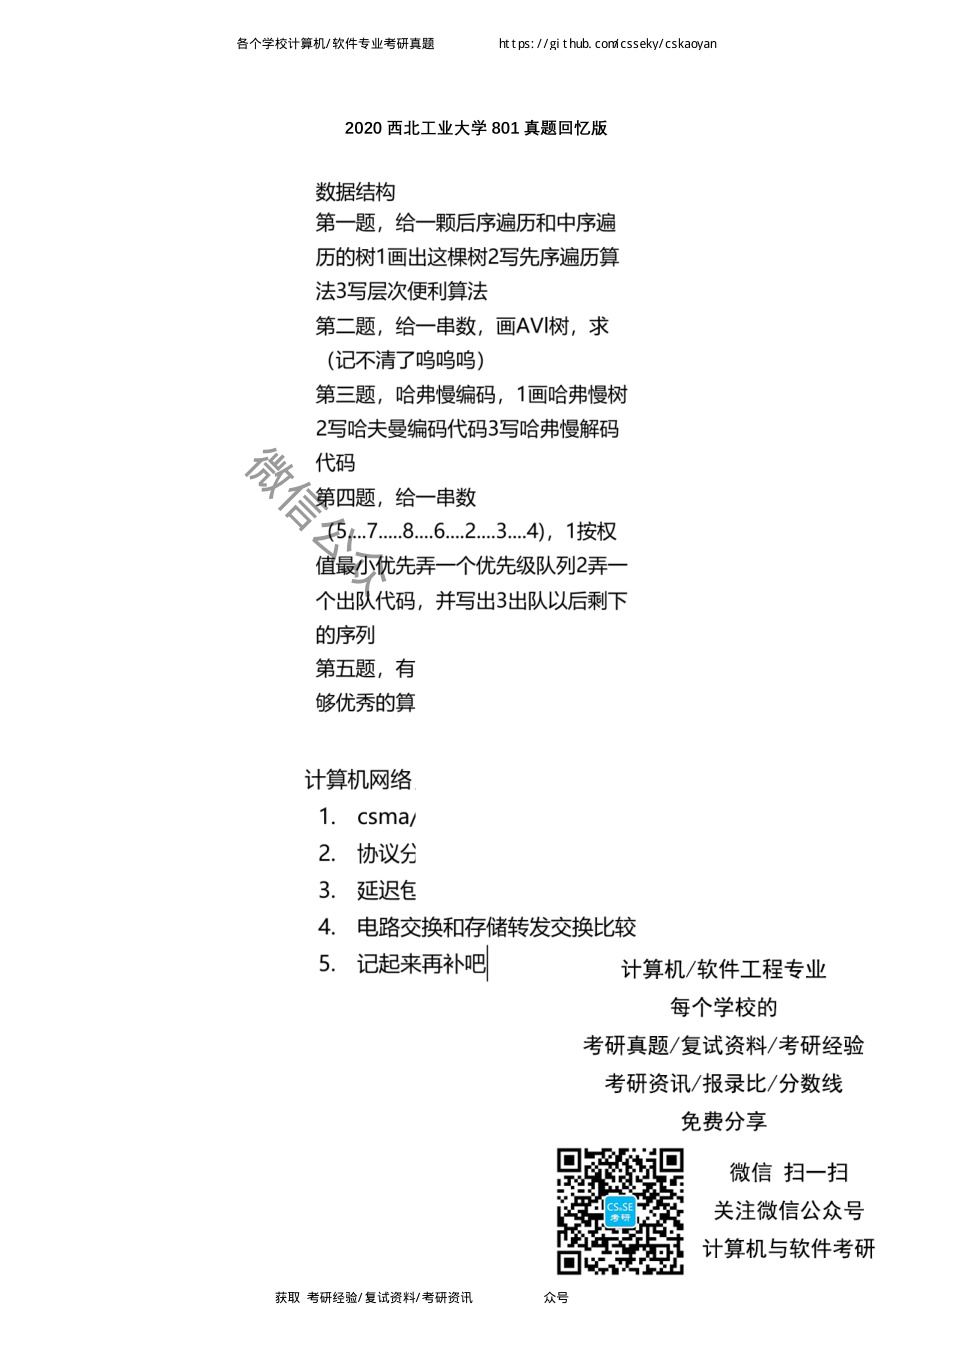 各个学校计算机/软件专业考研真题 https://github.com/csseky/cskaoyan
2020 西北工业大学 801 真题回忆版
数据结构
第一题，给一颗后序遍历和中序遍
历的树1画出这棵树2写先序遍历算
法3写层次便利算法
第二题，给一串数，画AVl树，求
（记不清了呜呜呜）
第三题，哈弗慢编码，1画哈弗慢树
2写哈夫曼编码代码3写哈弗慢解码
代码
第四题，给一串数
（5....7.....8....6....2....3....4)，1按权
值最小优先弄一个优先级队列2弄一
个出队代码，并写出3出队以后剩下
的序列
第五题，有
够优秀的算
微信公众
计算机网络
1. csma/
2. 协议分
3. 延迟包
4. 电路交换和存储转发交换比较
5. 记起来再补吧
计算机/软件工程专业
每个学校的
考研真题/复试资料/考研经验
考研资讯/报录比/分数线
免费分享
CS&SE
考研
微信 扫一扫
关注微信公众号
计算机与软件考研
获取 考研经验/复试资料/考研资讯 众号